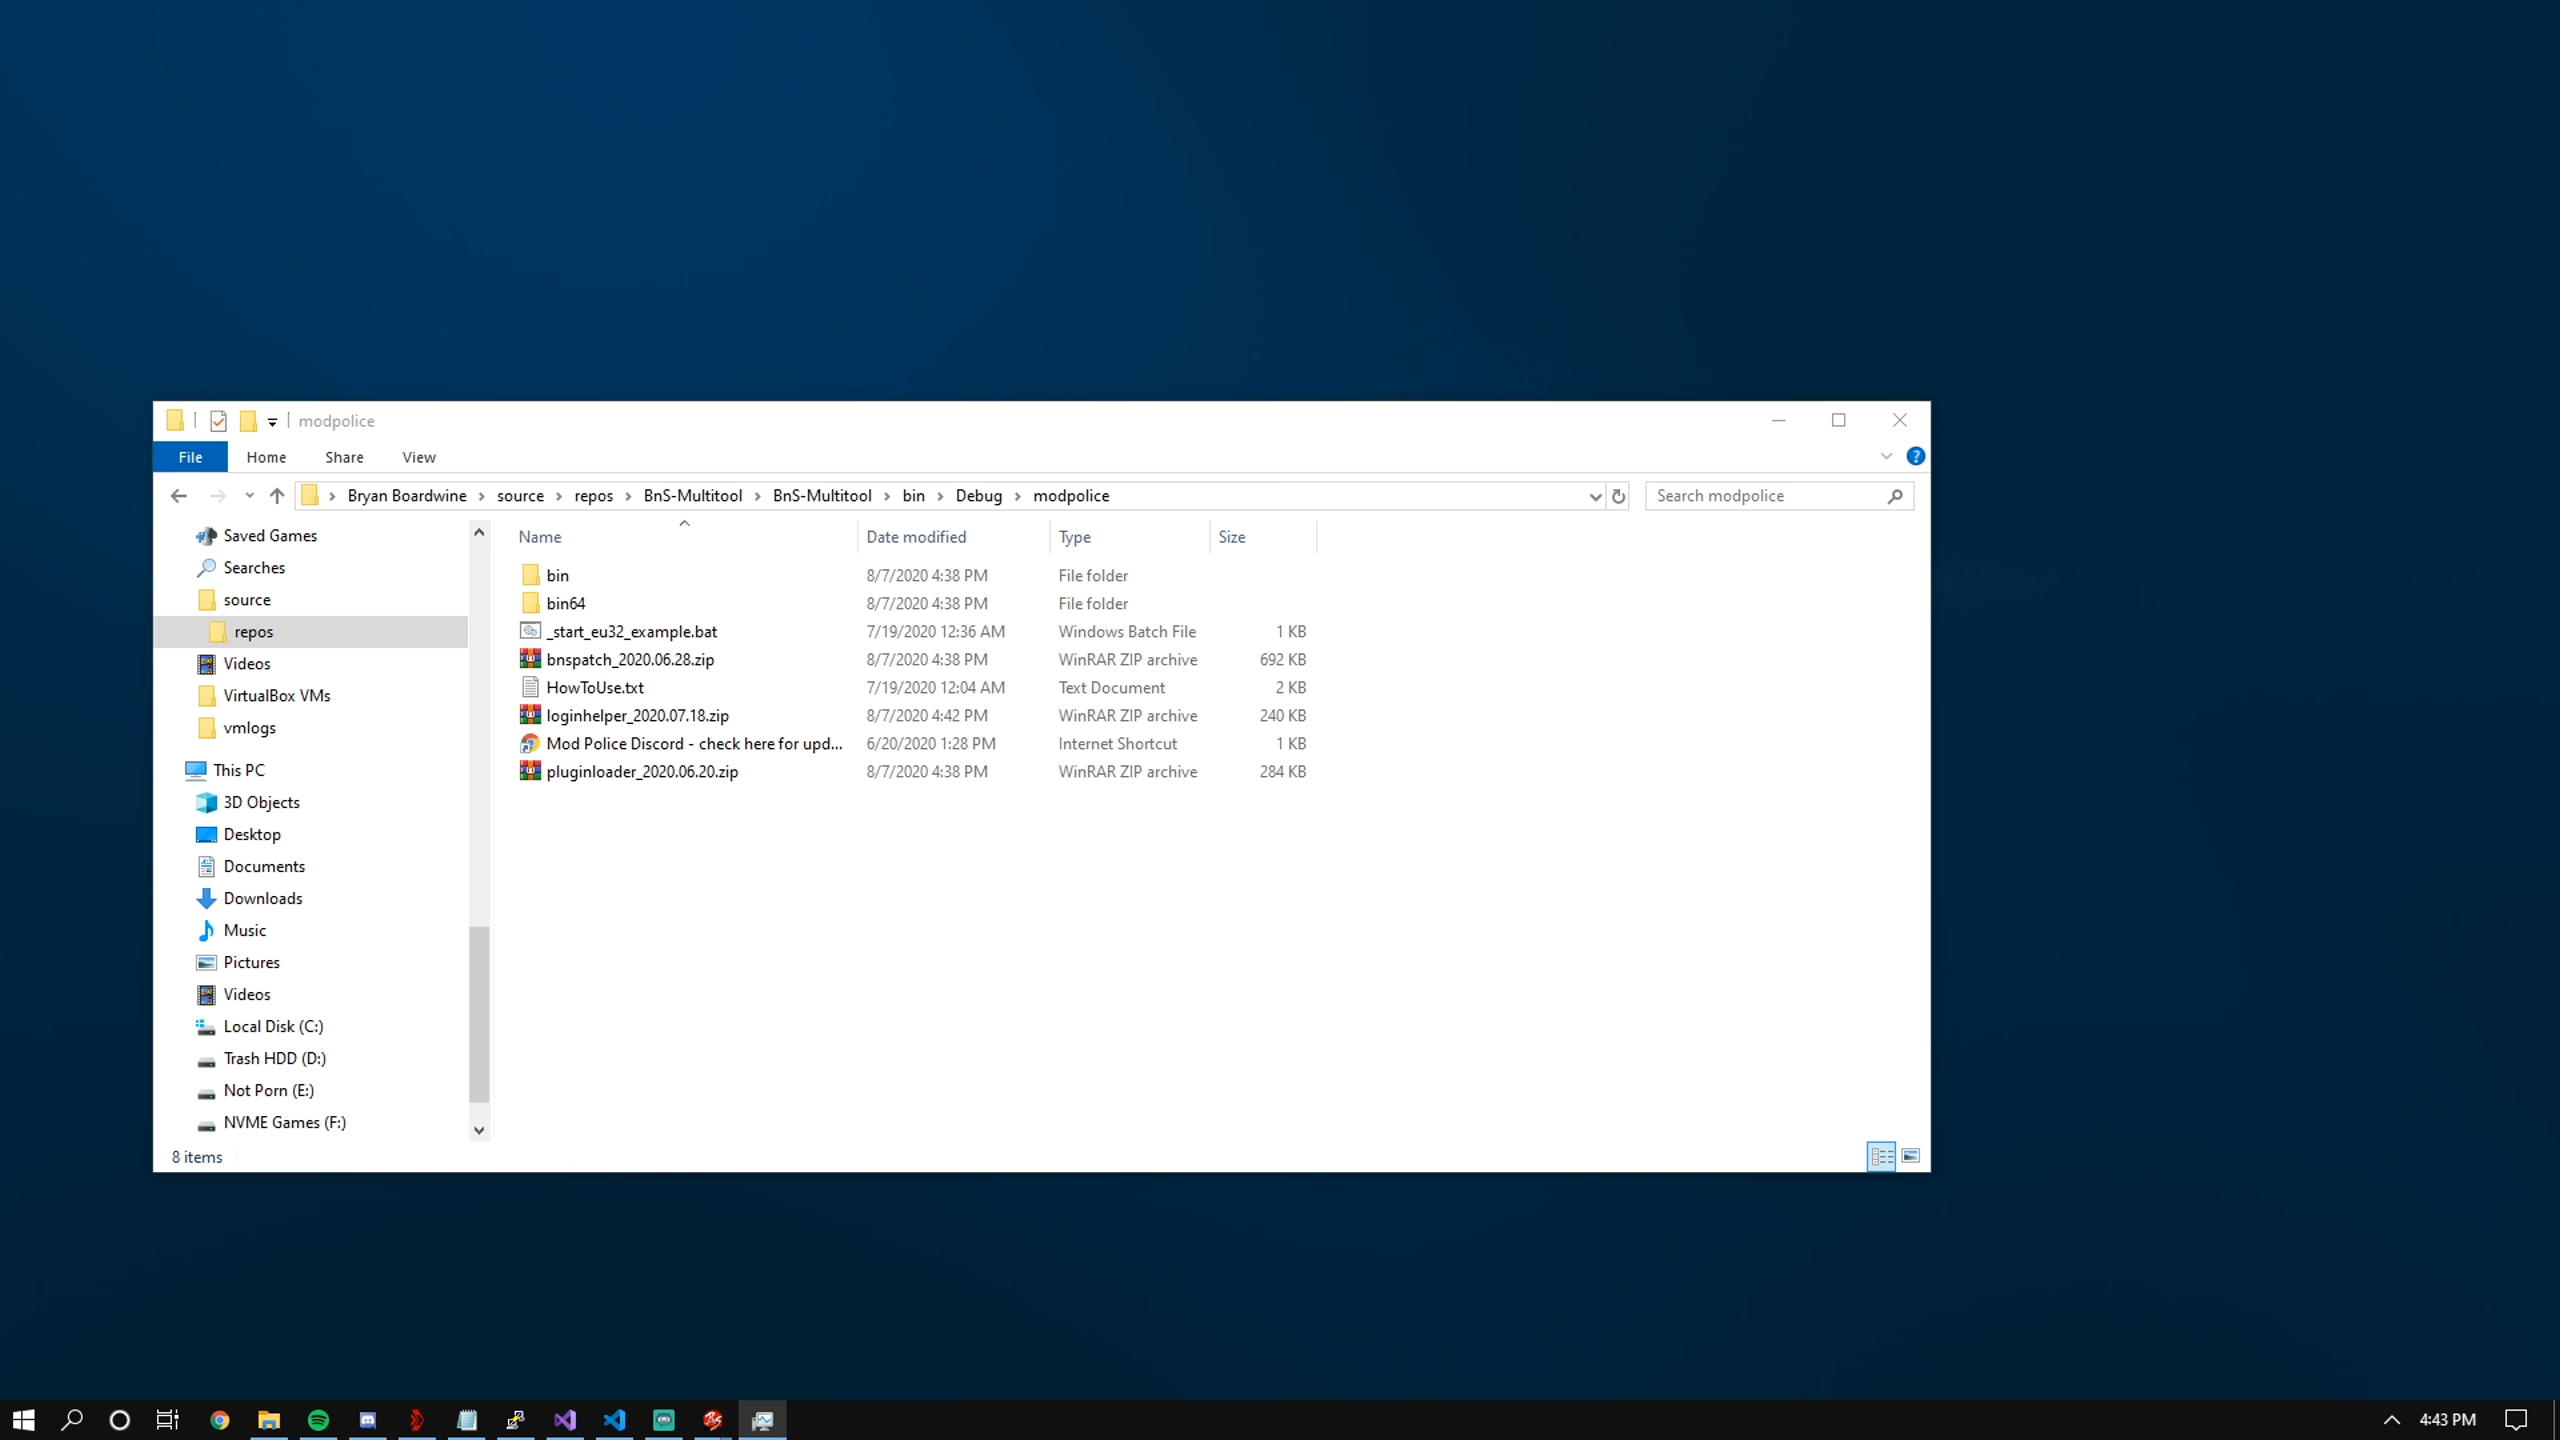 modpolice
File Home Share View
Bryan Boardwine > source > repos > BnS-Multitool > BnS-Multitool > bin > Debug > modpolice
Search modpolice
Saved Games
Searches
source
repos
Videos
VirtualBox VMs
vmlogs
This PC
3D Objects
Desktop
Documents
Downloads
Music
Pictures
Videos
Local Disk (C:)
Trash HDD (D:)
Not Porn (E:)
NVME Games (F:)
Name Date modified Type Size
bin 8/7/2020 4:38 PM File folder
bin64 8/7/2020 4:38 PM File folder
_start_eu32_example.bat 7/19/2020 12:36 AM Windows Batch File 1 KB
bnspatch_2020.06.28.zip 8/7/2020 4:38 PM WinRAR ZIP archive 692 KB
HowToUse.txt 7/19/2020 12:04 AM Text Document 2 KB
loginhelper_2020.07.18.zip 8/7/2020 4:42 PM WinRAR ZIP archive 240 KB
Mod Police Discord - check here for upd... 6/20/2020 1:28 PM Internet Shortcut 1 KB
pluginloader_2020.06.20.zip 8/7/2020 4:38 PM WinRAR ZIP archive 284 KB
8 items
4:43 PM